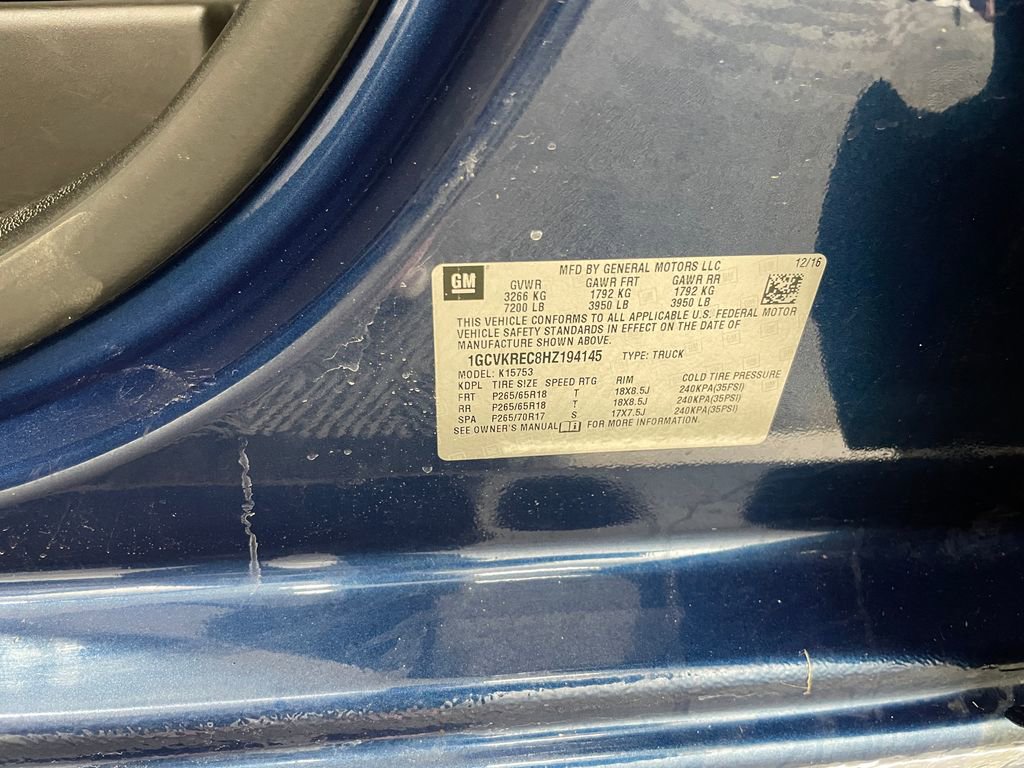 GM
MFD BY GENERAL MOTORS LLC 12/16
GVWR GAWR FRT GAWR RR
3266 KG 1792 KG 1792 KG
7200 LB 3950 LB 3950 LB
THIS VEHICLE CONFORMS TO ALL APPLICABLE U.S. FEDERAL MOTOR
VEHICLE SAFETY STANDARDS IN EFFECT ON THE DATE OF
MANUFACTURE SHOWN ABOVE.
1GCVKREC8HZ194145 TYPE: TRUCK
MODEL: K15753
KDPL TIRE SIZE SPEED RTG RIM COLD TIRE PRESSURE
FRT P265/65R18 T 18X8.5J 240KPA(35PSI)
RR P265/65R18 T 18X8.5J 240KPA(35PSI)
SPA P265/70R17 S 17X7.5J 240KPA(35PSI)
SEE OWNER'S MANUAL FOR MORE INFORMATION.